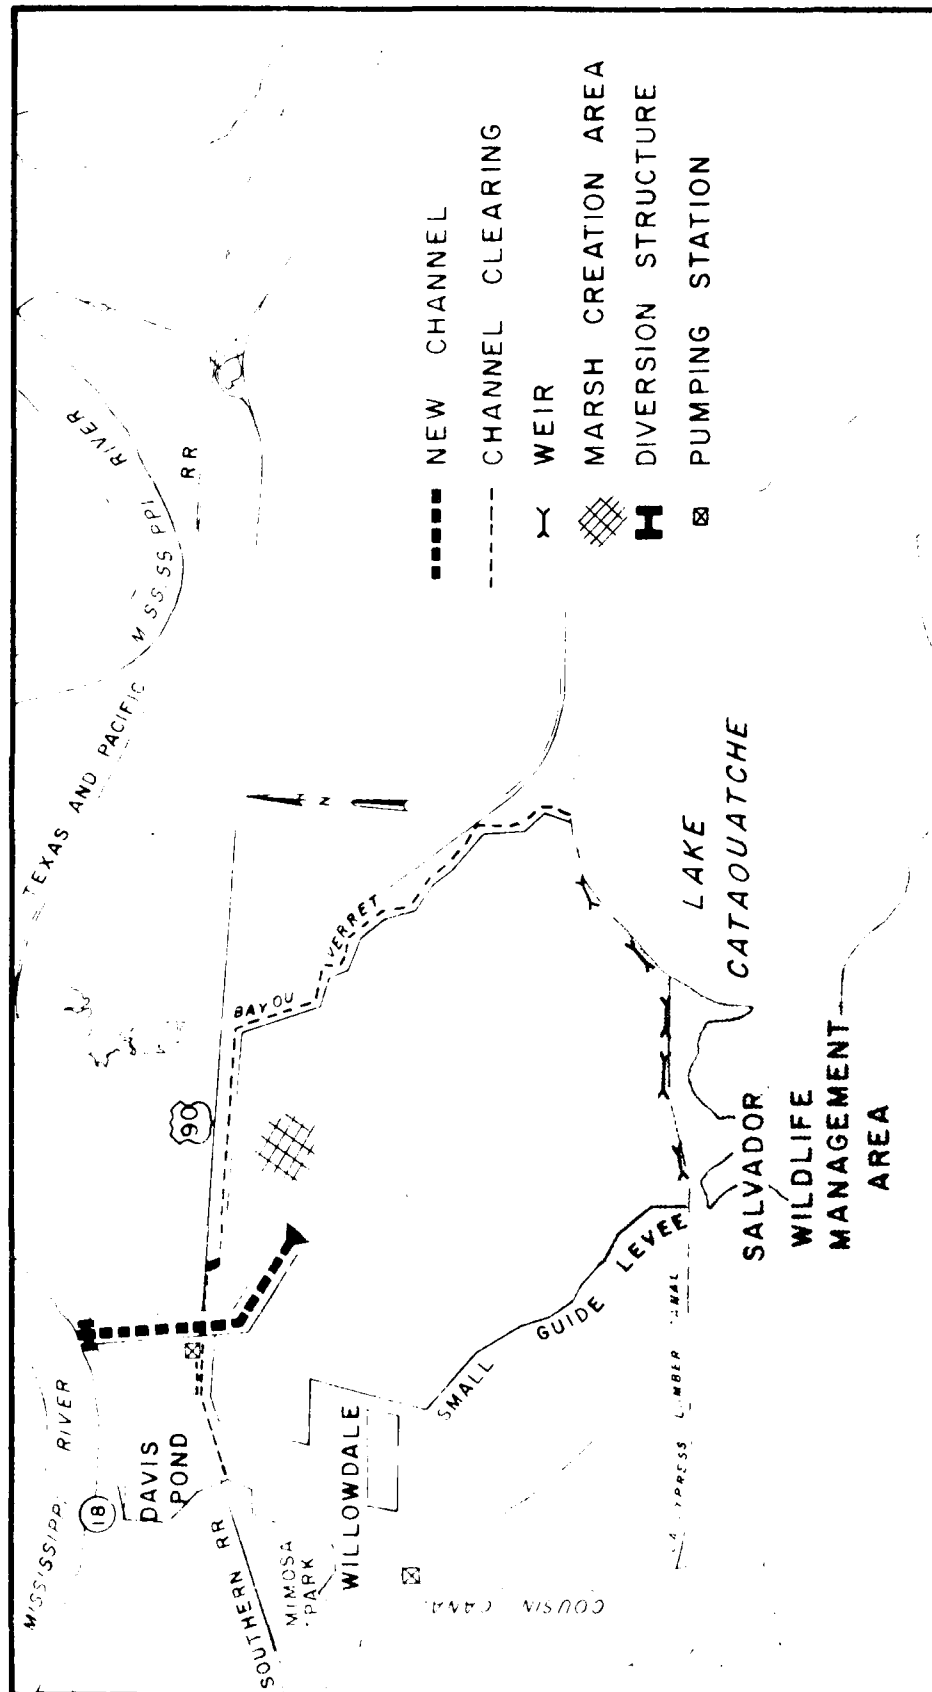 MISSISSIPPI RIVER
18
DAVIS
POND
SOUTHERN RR
MIMOSA
PARK
WILLOWDALE
COUSIN
90
BAYOU VERRET
TEXAS AND PACIFIC RR
RIVER
N
SMALL GUIDE LEVEE
LAKE
CATAOUATCHE
SALVADOR
WILDLIFE
MANAGEMENT
AREA
NEW CHANNEL
CHANNEL CLEARING
WEIR
MARSH CREATION AREA
DIVERSION STRUCTURE
PUMPING STATION